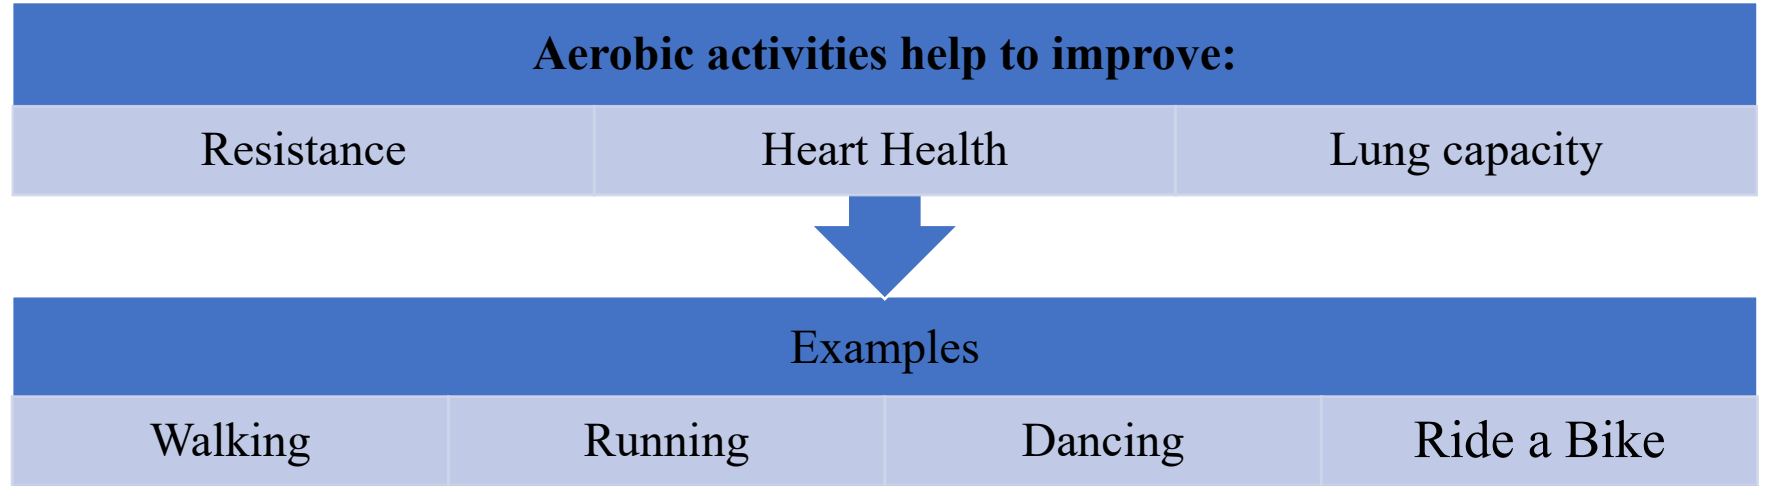 Aerobic activities help to improve:
Resistance
Heart Health
Lung capacity
Examples
Walking
Running
Dancing
Ride a Bike